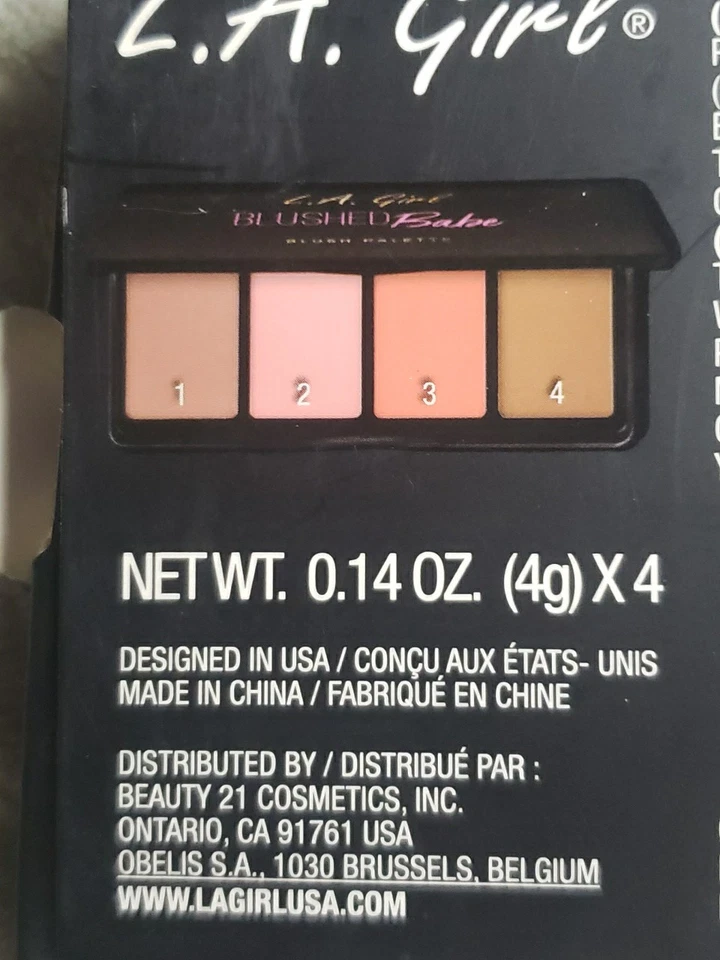 L.A. Girl®
L.A. Girl
BLUSHED Babe
BLUSH PALETTE
1
2
3
4
NET WT. 0.14 OZ. (4g) X 4
DESIGNED IN USA / CONÇU AUX ÉTATS- UNIS
MADE IN CHINA / FABRIQUÉ EN CHINE
DISTRIBUTED BY / DISTRIBUÉ PAR :
BEAUTY 21 COSMETICS, INC.
ONTARIO, CA 91761 USA
OBELIS S.A., 1030 BRUSSELS, BELGIUM
WWW.LAGIRLUSA.COM